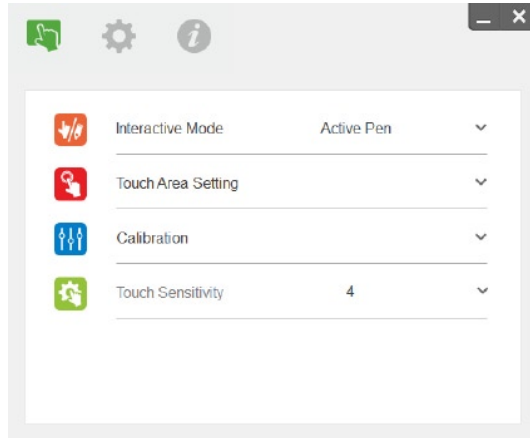 Interactive Mode Active Pen
Touch Area Setting
Calibration
Touch Sensitivity 4